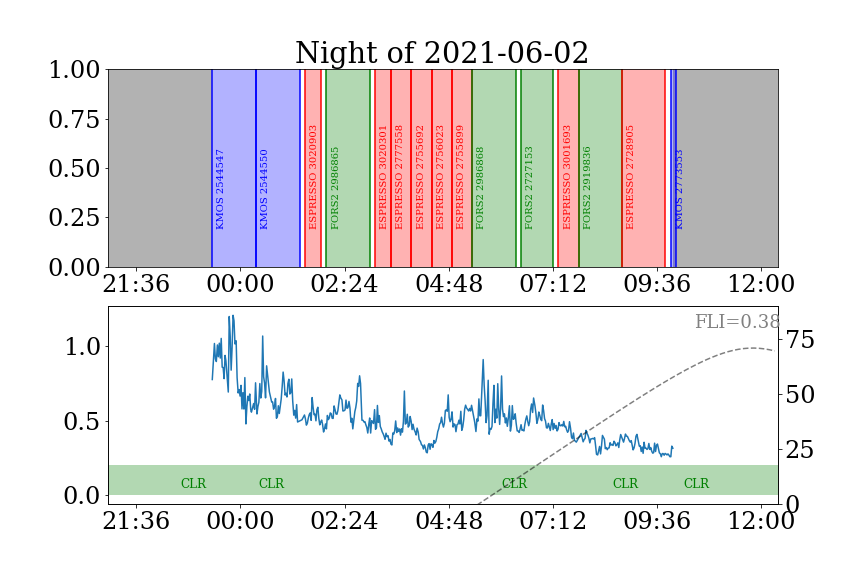 Night of 2021-06-02
1.00
0.75
0.50
0.25
0.00
KMOS 2544547
KMOS 2544550
ESPRESSO 3020903
FORS2 2986865
ESPRESSO 3020301
ESPRESSO 2777558
ESPRESSO 2755692
ESPRESSO 2756023
ESPRESSO 2755899
FORS2 2986868
FORS2 2727153
ESPRESSO 3001693
FORS2 2919836
ESPRESSO 2728905
KMOS 2773553
21:36 00:00 02:24 04:48 07:12 09:36 12:00
FLI=0.38
1.0
0.5
0.0
75
50
25
0
CLR CLR CLR CLR CLR
21:36 00:00 02:24 04:48 07:12 09:36 12:00